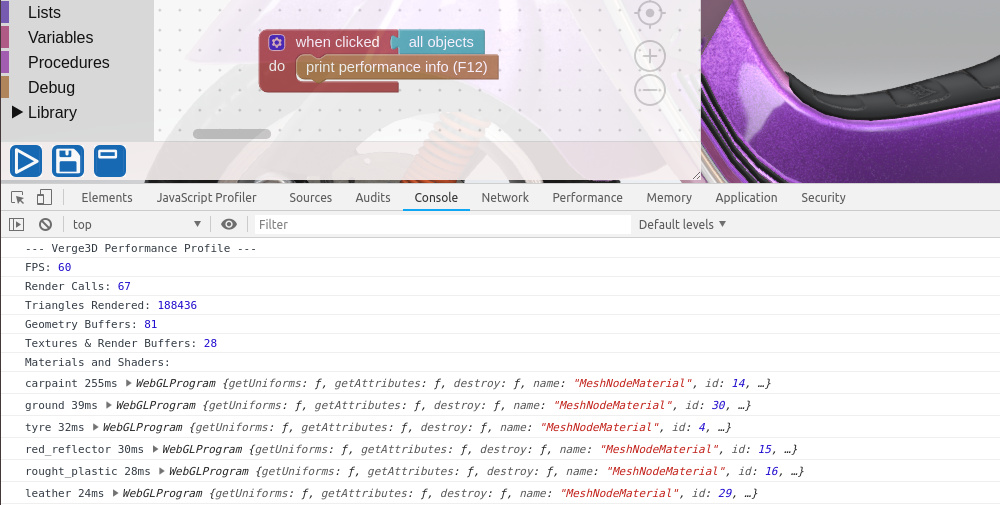 Lists
Variables
Procedures
Debug
Library
when clicked all objects
do print performance info (F12)
Elements JavaScript Profiler Sources Audits Console Network Performance Memory Application Security
top Filter Default levels
--- Verge3D Performance Profile ---
FPS: 60
Render Calls: 67
Triangles Rendered: 188436
Geometry Buffers: 81
Textures & Render Buffers: 28
Materials and Shaders:
carpaint 255ms WebGLProgram {getUniforms: ƒ, getAttributes: ƒ, destroy: ƒ, name: "MeshNodeMaterial", id: 14, …}
ground 39ms WebGLProgram {getUniforms: ƒ, getAttributes: ƒ, destroy: ƒ, name: "MeshNodeMaterial", id: 30, …}
tyre 32ms WebGLProgram {getUniforms: ƒ, getAttributes: ƒ, destroy: ƒ, name: "MeshNodeMaterial", id: 4, …}
red_reflector 30ms WebGLProgram {getUniforms: ƒ, getAttributes: ƒ, destroy: ƒ, name: "MeshNodeMaterial", id: 15, …}
rought_plastic 28ms WebGLProgram {getUniforms: ƒ, getAttributes: ƒ, destroy: ƒ, name: "MeshNodeMaterial", id: 16, …}
leather 24ms WebGLProgram {getUniforms: ƒ, getAttributes: ƒ, destroy: ƒ, name: "MeshNodeMaterial", id: 29, …}